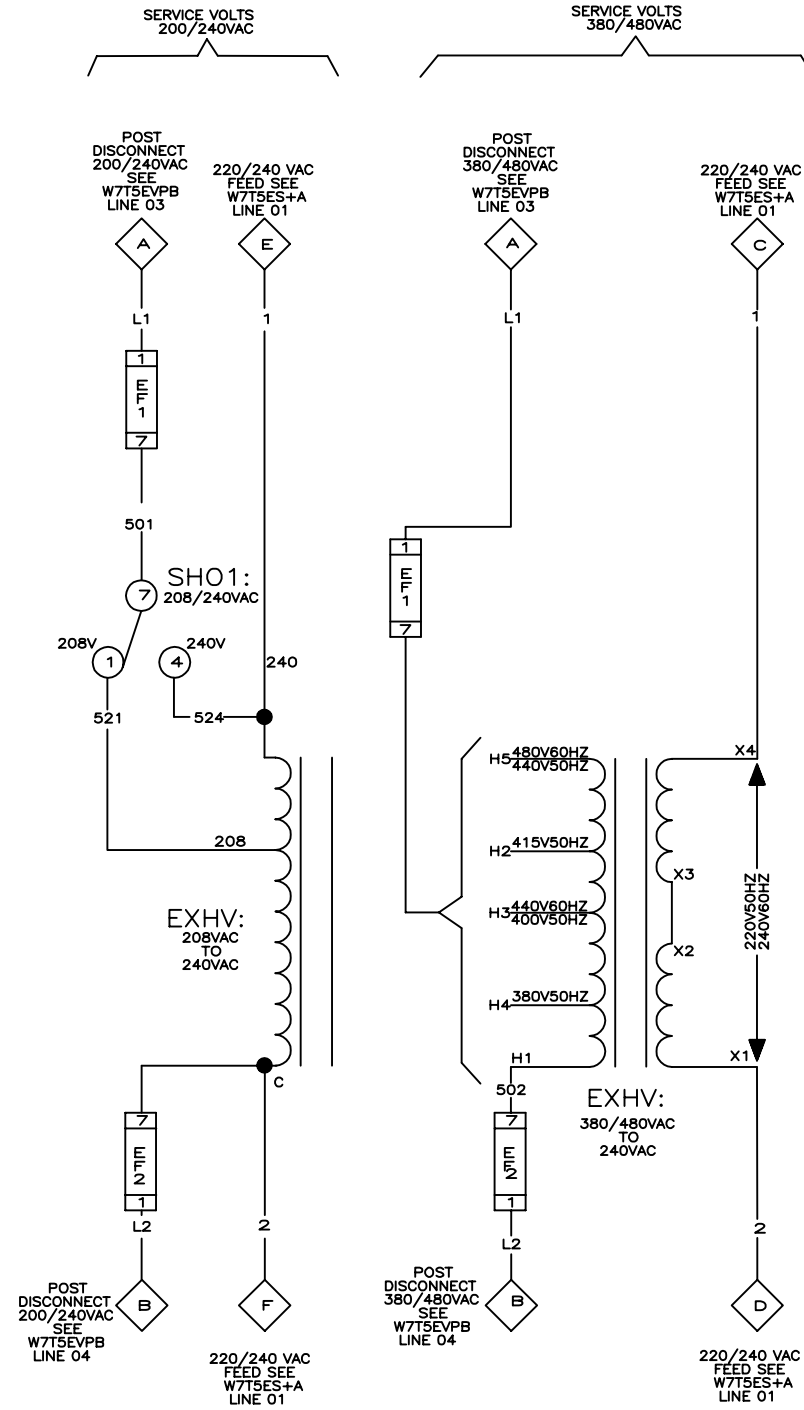 SERVICE VOLTS
200/240VAC
SERVICE VOLTS
380/480VAC
POST
DISCONNECT
200/240VAC
SEE
W7T5EVPB
LINE 03
220/240 VAC
FEED SEE
W7T5ES+A
LINE 01
POST
DISCONNECT
380/480VAC
SEE
W7T5EVPB
LINE 03
220/240 VAC
FEED SEE
W7T5ES+A
LINE 01
A
E
A
C
L1
1
L1
1
1
EF1
7
501
SHO1:
208/240VAC
7
208V
1
4
240V
240
521
524
208
EXHV:
208VAC
TO
240VAC
C
7
EF2
1
L2
2
B
F
POST
DISCONNECT
200/240VAC
SEE
W7T5EVPB
LINE 04
220/240 VAC
FEED SEE
W7T5ES+A
LINE 01
1
EF1
7
H5
480V60HZ
440V50HZ
H2
415V50HZ
H3
440V60HZ
400V50HZ
H4
380V50HZ
H1
502
X4
X3
X2
X1
220V50HZ
240V60HZ
EXHV:
380/480VAC
TO
240VAC
7
EF2
1
L2
2
B
D
POST
DISCONNECT
380/480VAC
SEE
W7T5EVPB
LINE 04
220/240 VAC
FEED SEE
W7T5ES+A
LINE 01